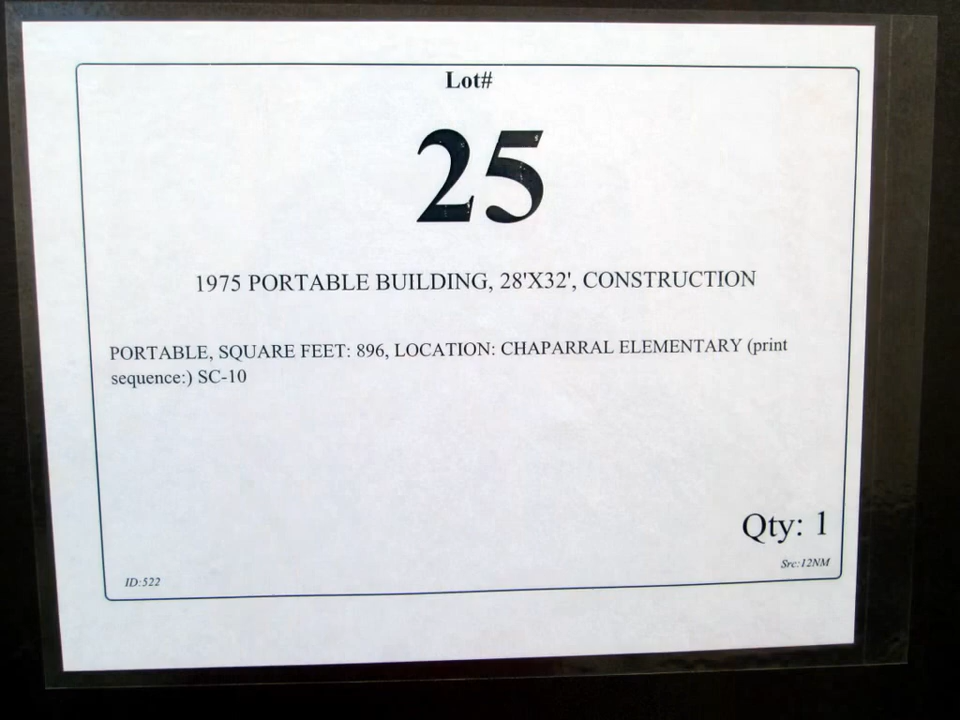 Lot#
25
1975 PORTABLE BUILDING, 28'X32', CONSTRUCTION
PORTABLE, SQUARE FEET: 896, LOCATION: CHAPARRAL ELEMENTARY (print
sequence:) SC-10
Qty: 1
ID:522
Src:12NM